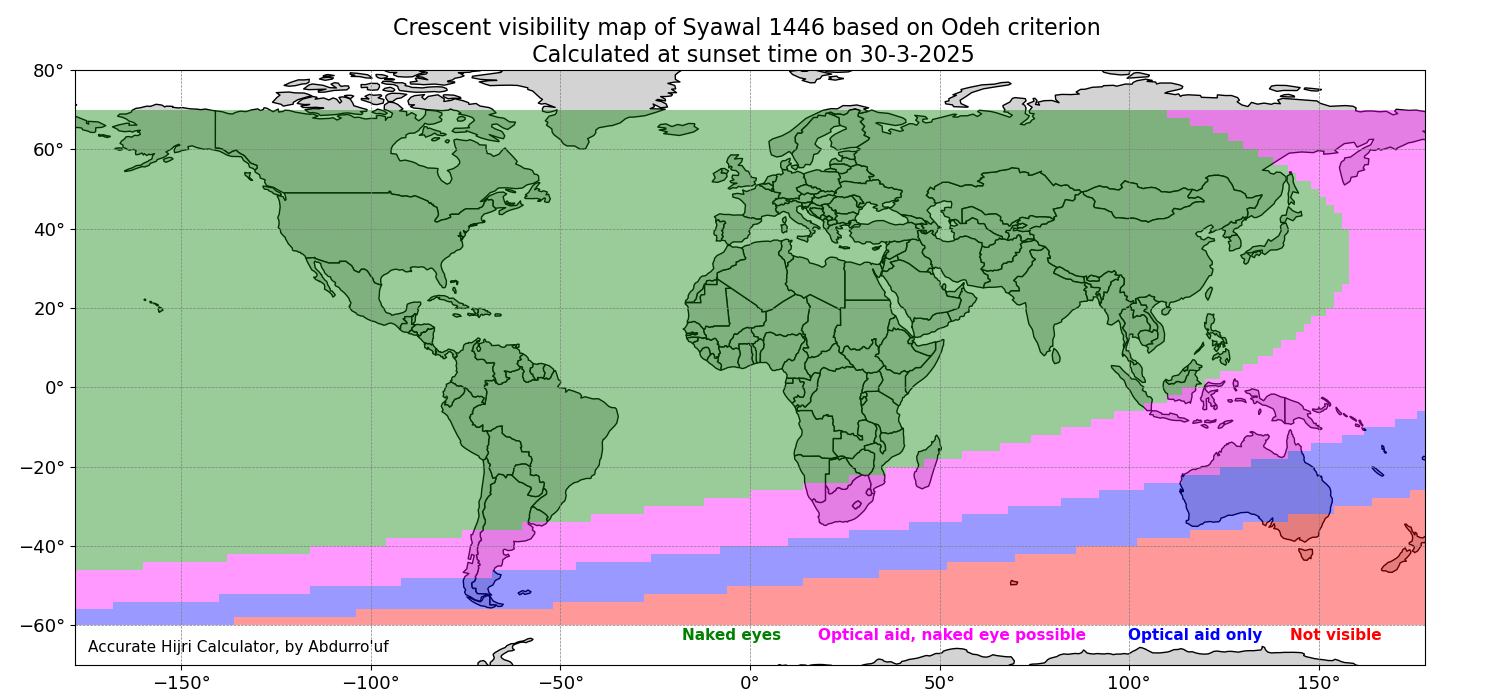 Crescent visibility map of Syawal 1446 based on Odeh criterion
Calculated at sunset time on 30-3-2025
80°
60°
40°
20°
0°
−20°
−40°
−60°
Naked eyes Optical aid, naked eye possible Optical aid only Not visible
Accurate Hijri Calculator, by Abdurro'uf
−150° −100° −50° 0° 50° 100° 150°